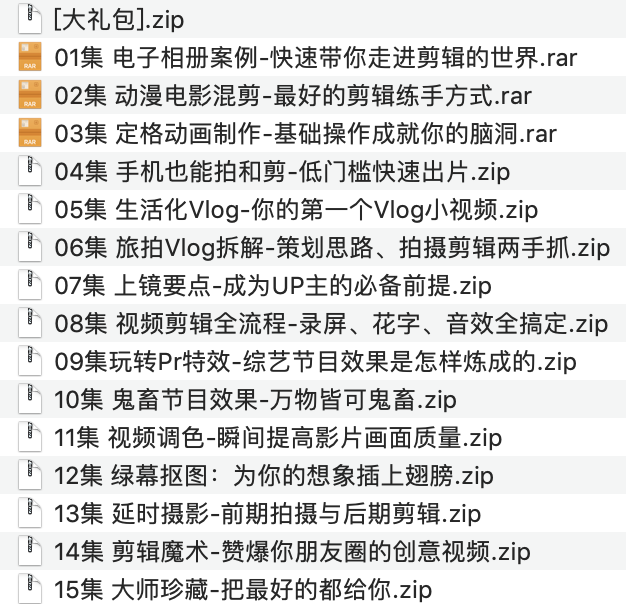 [大礼包].zip
01集 电子相册案例-快速带你走进剪辑的世界.rar
02集 动漫电影混剪-最好的剪辑练手方式.rar
03集 定格动画制作-基础操作成就你的脑洞.rar
04集 手机也能拍和剪-低门槛快速出片.zip
05集 生活化Vlog-你的第一个Vlog小视频.zip
06集 旅拍Vlog拆解-策划思路、拍摄剪辑两手抓.zip
07集 上镜要点-成为UP主的必备前提.zip
08集 视频剪辑全流程-录屏、花字、音效全搞定.zip
09集玩转Pr特效-综艺节目效果是怎样炼成的.zip
10集 鬼畜节目效果-万物皆可鬼畜.zip
11集 视频调色-瞬间提高影片画面质量.zip
12集 绿幕抠图：为你的想象插上翅膀.zip
13集 延时摄影-前期拍摄与后期剪辑.zip
14集 剪辑魔术-赞爆你朋友圈的创意视频.zip
15集 大师珍藏-把最好的都给你.zip